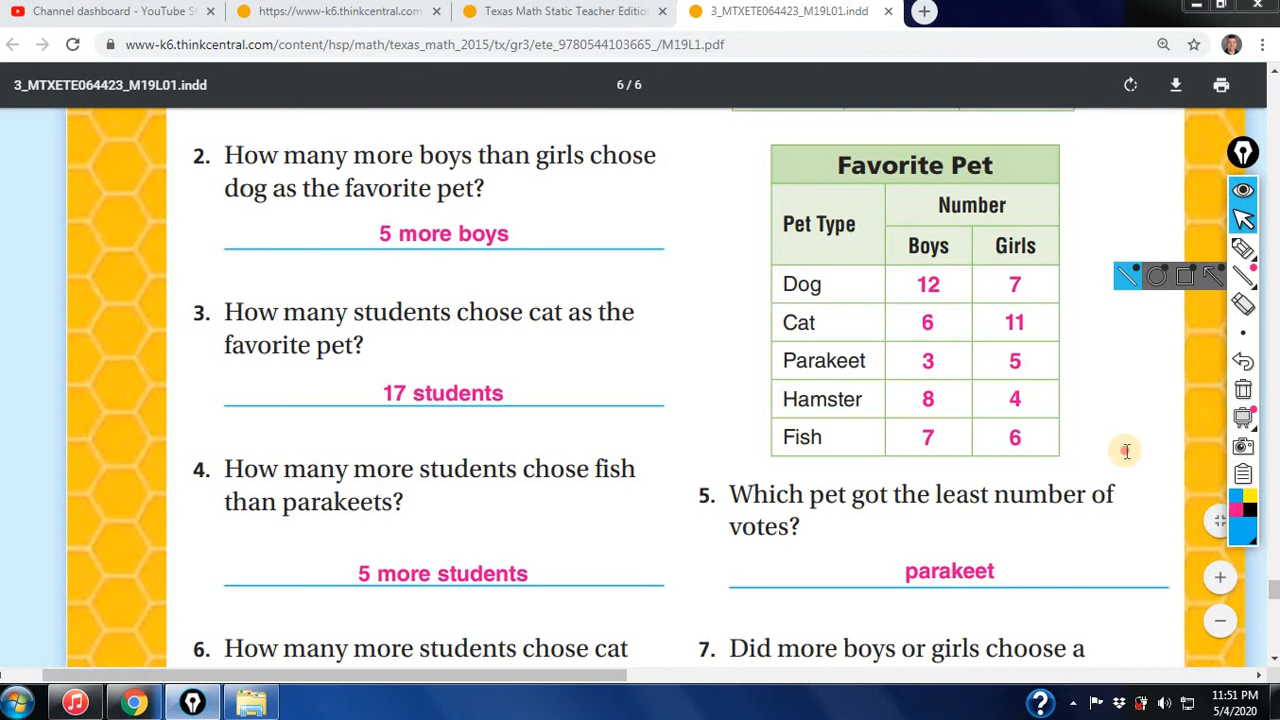 Channel dashboard - YouTube S
https://www-k6.thinkcentral.com
Texas Math Static Teacher Edition
3_MTXETE064423_M19L01.indd
www-k6.thinkcentral.com/content/hsp/math/texas_math_2015/tx/gr3/ete_9780544103665_/M19L1.pdf
3_MTXETE064423_M19L01.indd
6 / 6
2. How many more boys than girls chose
dog as the favorite pet?
5 more boys
3. How many students chose cat as the
favorite pet?
17 students
4. How many more students chose fish
than parakeets?
5 more students
6. How many more students chose cat
Favorite Pet
Pet Type Number
Boys Girls
Dog 12 7
Cat 6 11
Parakeet 3 5
Hamster 8 4
Fish 7 6
5. Which pet got the least number of
votes?
parakeet
7. Did more boys or girls choose a
11:51 PM
5/4/2020